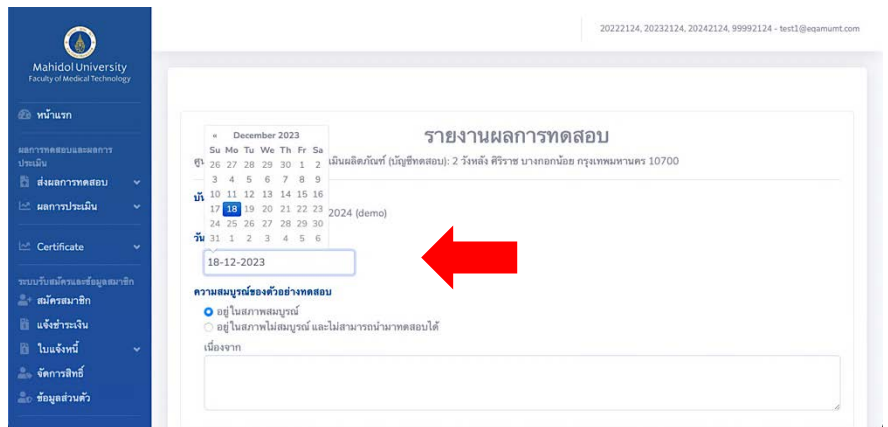 20222124, 20232124, 20242124, 99992124 - test1@eqamumt.com
Mahidol University
Faculty of Medical Technology
หน้าแรก
ผลการทดสอบและผลการ
ประเมิน
ส่งผลการทดสอบ
ผลการประเมิน
Certificate
ระบบรับสมัครและข้อมูลสมาชิก
สมัครสมาชิก
แจ้งชำระเงิน
ใบแจ้งหนี้
จัดการสิทธิ์
ข้อมูลส่วนตัว
รายงานผลการทดสอบ
มินผลิตภัณฑ์ (บัญชีทดสอบ): 2 วังหลัง ศิริราช บางกอกน้อย กรุงเทพมหานคร 10700
« December 2023
Su Mo Tu We Th Fr Sa
26 27 28 29 30 1 2
3 4 5 6 7 8 9
10 11 12 13 14 15 16
17 18 19 20 21 22 23
24 25 26 27 28 29 30
31 1 2 3 4 5 6
2024 (demo)
18-12-2023
ความสมบูรณ์ของตัวอย่างทดสอบ
อยู่ในสภาพสมบูรณ์
อยู่ในสภาพไม่สมบูรณ์ และไม่สามารถนำมาทดสอบได้
เนื่องจาก